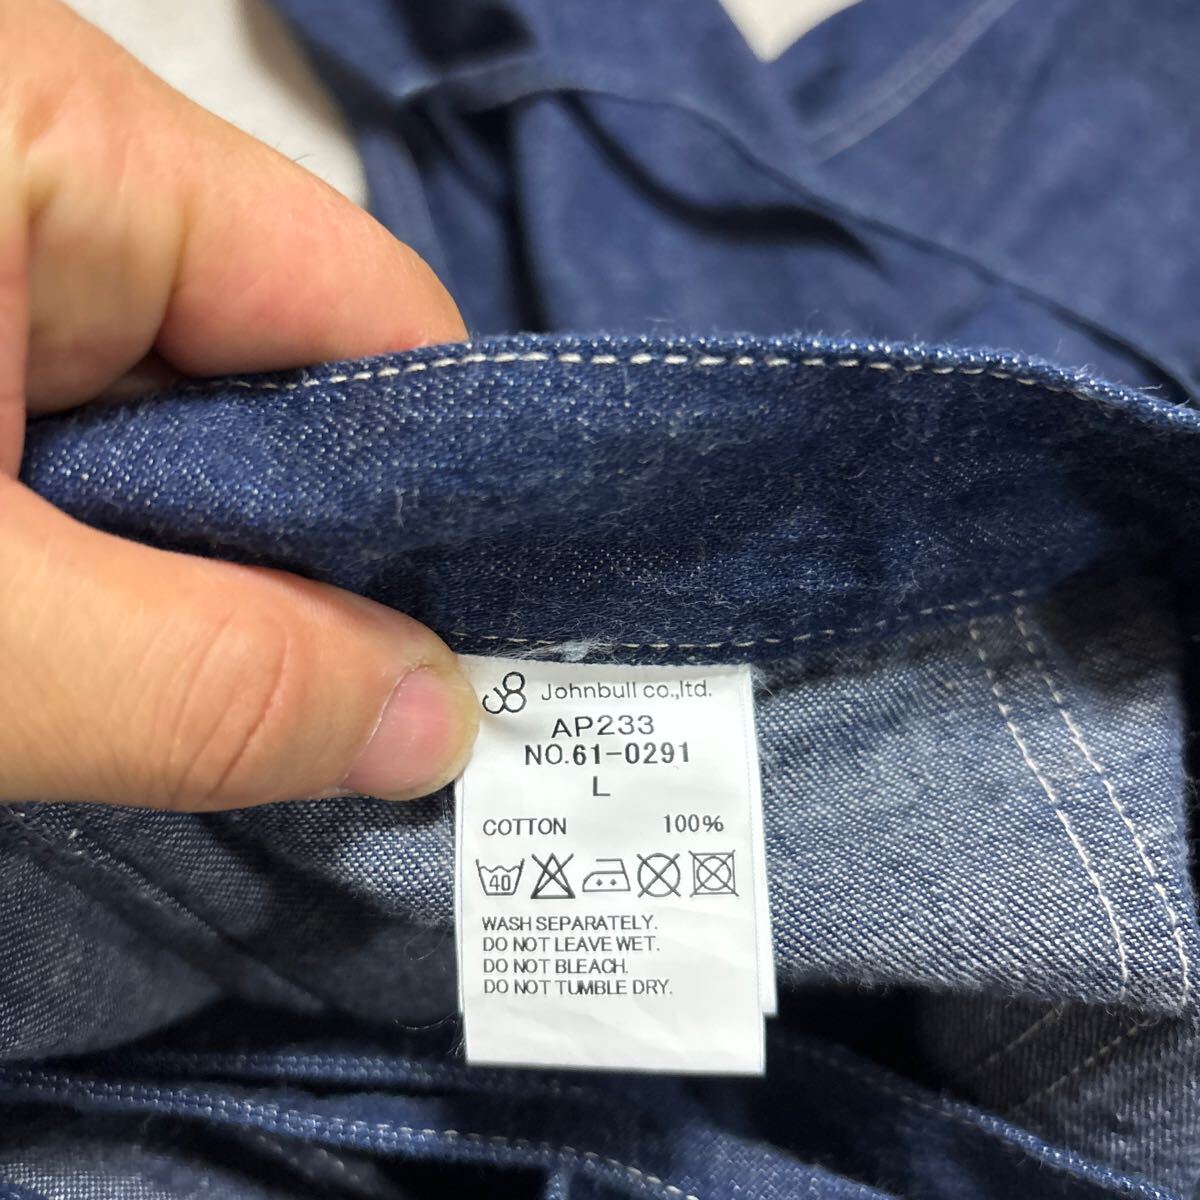 Johnbull co.,ltd.
AP233
NO.61-0291
L
COTTON 100%
40
WASH SEPARATELY.
DO NOT LEAVE WET.
DO NOT BLEACH.
DO NOT TUMBLE DRY.